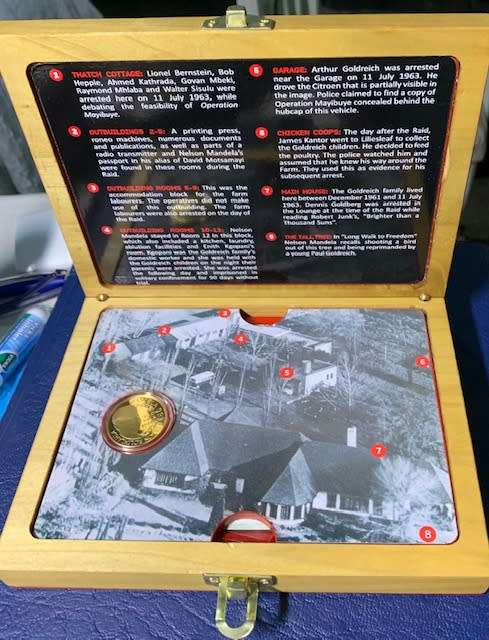 1 THATCH COTTAGE: Lionel Bernstein, Bob
Hepple, Ahmed Kathrada, Govan Mbeki,
Raymond Mhlaba and Walter Sisulu were
arrested here on 11 July 1963, while
debating the feasibility of Operation
Moyibuye.
2 OUTBUILDINGS 2-5: A printing press,
roneo machines, numerous documents
and publications, as well as parts of a
radio transmitter and Nelson Mandela's
passport in his alias of David Motsamayi
were found in these rooms during the
Raid.
3 OUTBUILDING ROOMS 6-9: This was the
accommodation block for the farm
labourers. The operatives did not make
use of this outbuilding. The farm
labourers were also arrested on the day of
the Raid.
4 OUTBUILDING ROOMS 10-13: Nelson
Mandela stayed in Room 12 in this block,
which also included a kitchen, laundry,
ablution facilities and Enith Kgopani's
room. Kgopani was the Goldreich family's
domestic worker and she was held with
the Goldreich children on the night their
parents were arrested. She was arrested
the following day and imprisoned in
solitary confinement for 90 days without
trial.
5 GARAGE: Arthur Goldreich was arrested
near the Garage on 11 July 1963. He
drove the Citroen that is partially visible in
the image. Police claimed to find a copy of
Operation Mayibuye concealed behind the
hubcap of this vehicle.
6 CHICKEN COOPS: The day after the Raid,
James Kantor went to Liliesleaf to collect
the Goldreich children. He decided to feed
the poultry. The police watched him and
assumed that he knew his way around the
Farm. They used this as evidence for his
subsequent arrest.
7 MAIN HOUSE: The Goldreich family lived
here between December 1961 and 11 July
1963. Dennis Goldberg was arrested in
the Lounge at the time of the Raid while
reading Robert Junk's, "Brighter than a
Thousand Suns".
8 THE TALL TREE: In "Long Walk to Freedom"
Nelson Mandela recalls shooting a bird
out of this tree and being reprimanded by
a young Paul Goldreich.
1
2
3
4
5
6
7
8